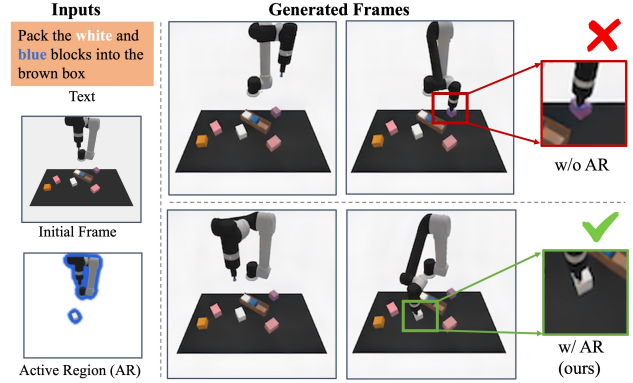 Inputs
Generated Frames
Pack the white and
blue blocks into the
brown box
Text
Initial Frame
Active Region (AR)
w/o AR
w/ AR
(ours)